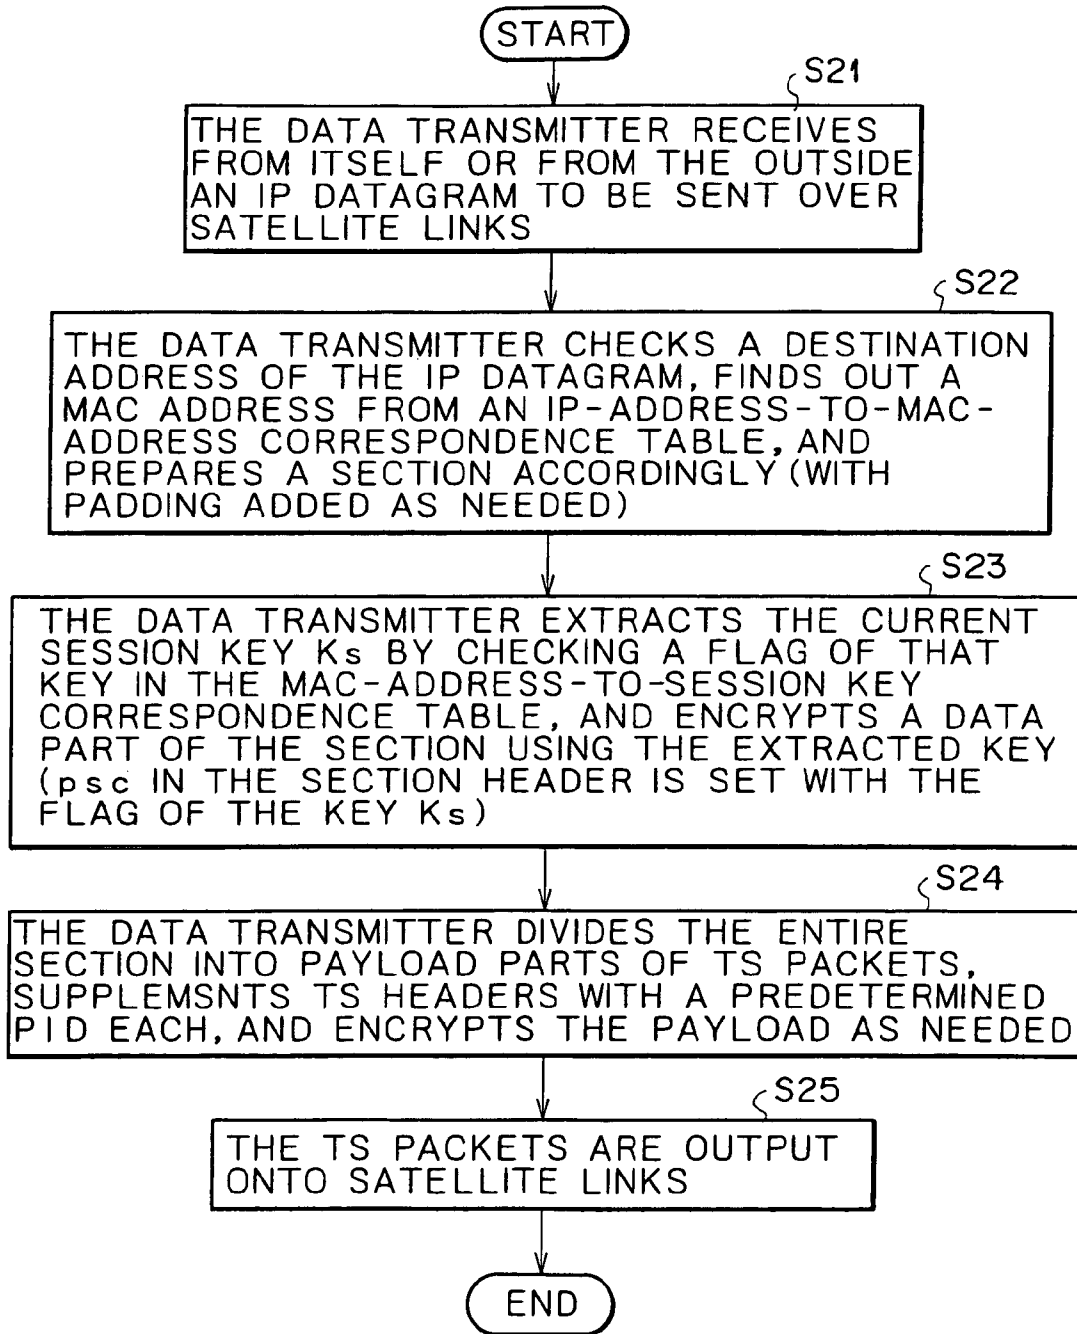 START
S21
THE DATA TRANSMITTER RECEIVES
FROM ITSELF OR FROM THE OUTSIDE
AN IP DATAGRAM TO BE SENT OVER
SATELLITE LINKS
S22
THE DATA TRANSMITTER CHECKS A DESTINATION
ADDRESS OF THE IP DATAGRAM, FINDS OUT A
MAC ADDRESS FROM AN IP-ADDRESS-TO-MAC-
ADDRESS CORRESPONDENCE TABLE, AND
PREPARES A SECTION ACCORDINGLY (WITH
PADDING ADDED AS NEEDED)
S23
THE DATA TRANSMITTER EXTRACTS THE CURRENT
SESSION KEY Ks BY CHECKING A FLAG OF THAT
KEY IN THE MAC-ADDRESS-TO-SESSION KEY
CORRESPONDENCE TABLE, AND ENCRYPTS A DATA
PART OF THE SECTION USING THE EXTRACTED KEY
(psc IN THE SECTION HEADER IS SET WITH THE
FLAG OF THE KEY Ks)
S24
THE DATA TRANSMITTER DIVIDES THE ENTIRE
SECTION INTO PAYLOAD PARTS OF TS PACKETS,
SUPPLEMSNTS TS HEADERS WITH A PREDETERMINED
PID EACH, AND ENCRYPTS THE PAYLOAD AS NEEDED
S25
THE TS PACKETS ARE OUTPUT
ONTO SATELLITE LINKS
END